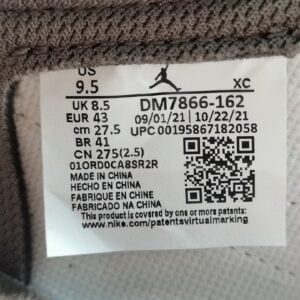 US
9.5
XC
UK 8.5
EUR 43
cm 27.5
BR 41
CN 275(2.5)
DM7866-162
09/01/21 | 10/22/21
UPC 00195867182058
01ORD0CA8SR2R
MADE IN CHINA
HECHO EN CHINA
FABRIQUE EN CHINE
FABRICADO NA CHINA
This product is covered by one or more patents:
www.nike.com/patentsvirtualmarking